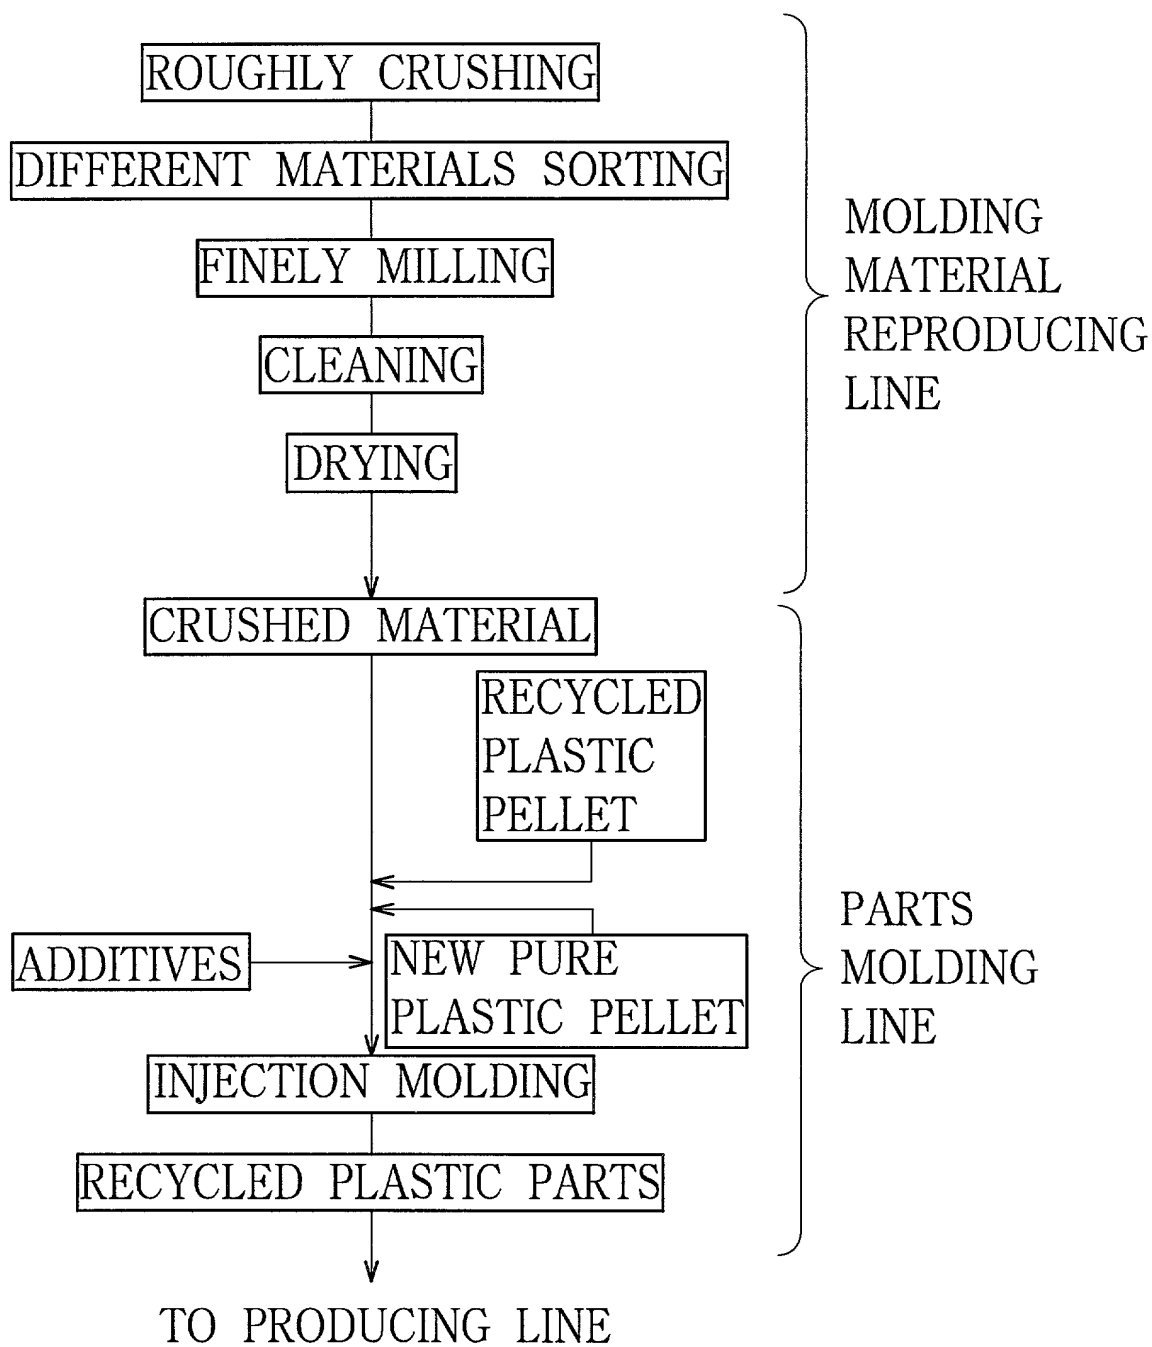 ROUGHLY CRUSHING
DIFFERENT MATERIALS SORTING
FINELY MILLING
CLEANING
DRYING
MOLDING
MATERIAL
REPRODUCING
LINE
CRUSHED MATERIAL
RECYCLED
PLASTIC
PELLET
ADDITIVES
NEW PURE
PLASTIC PELLET
INJECTION MOLDING
RECYCLED PLASTIC PARTS
PARTS
MOLDING
LINE
TO PRODUCING LINE